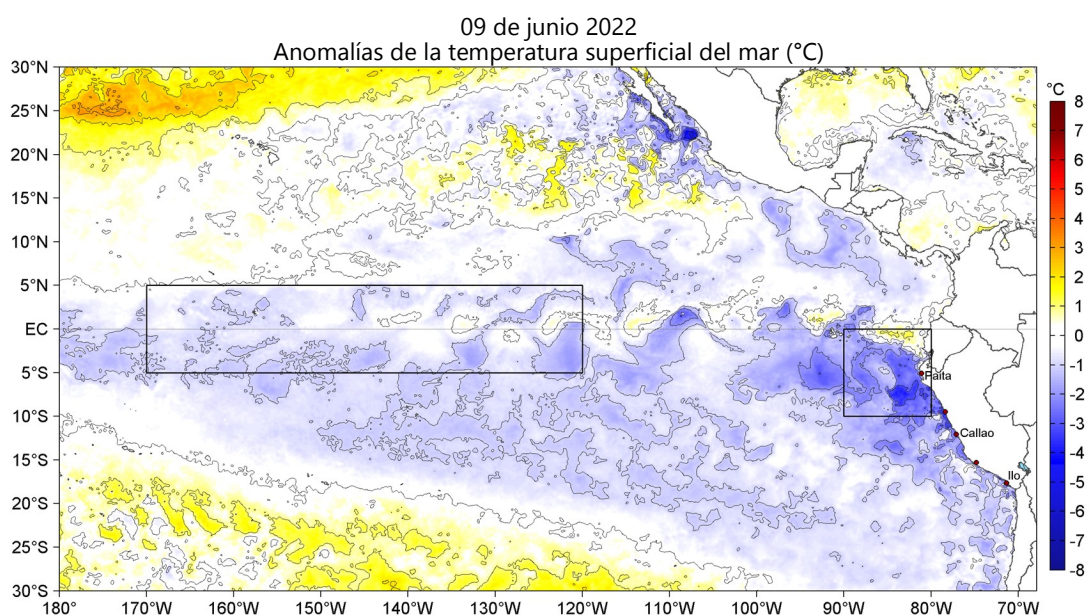 09 de junio 2022
Anomalías de la temperatura superficial del mar (°C)
30°N
25°N
20°N
15°N
10°N
5°N
EC
5°S
10°S
15°S
20°S
25°S
30°S
180
170°W
160°W
150°W
140°W
130°W
120°W
110°W
100°W
90°W
80°W
70°W
Paita
Callao
Ilo
°C
8
7
6
5
4
3
2
1
0
-1
-2
-3
-4
-5
-6
-7
-8